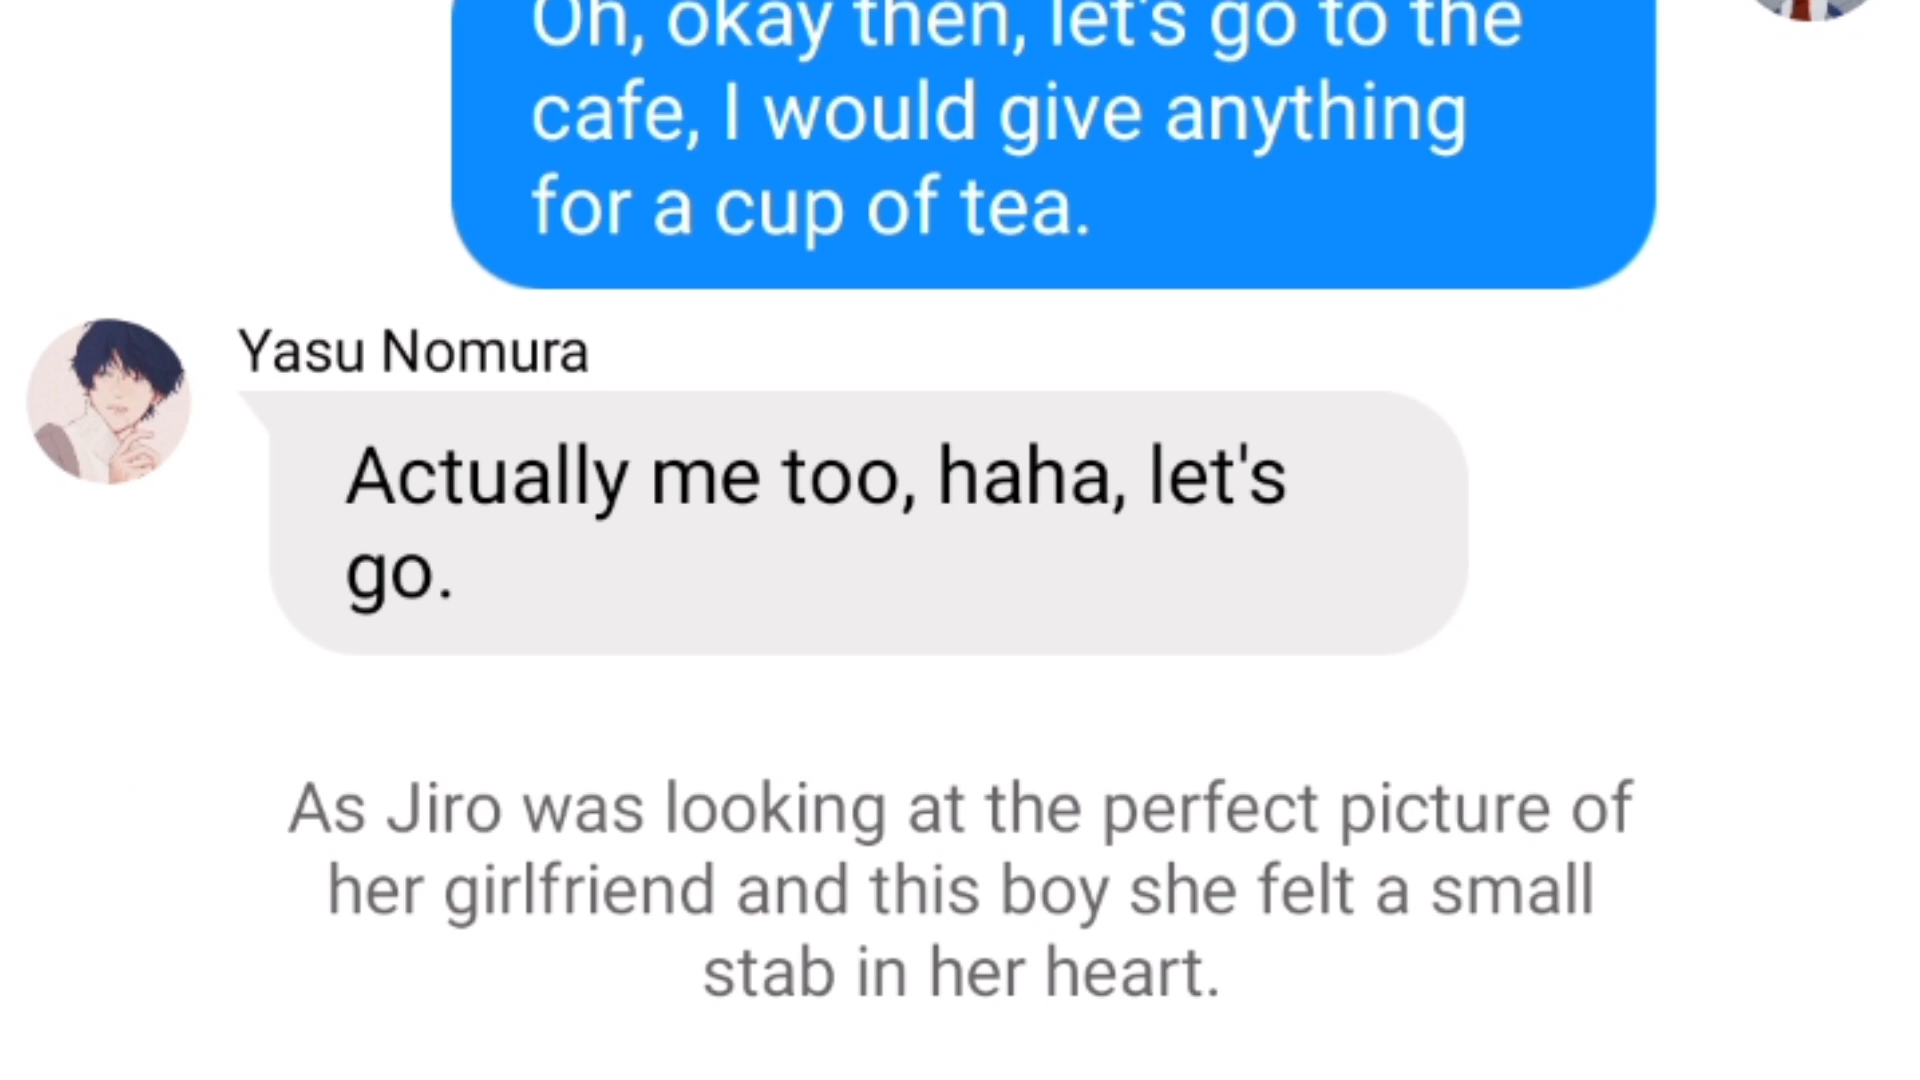 Oh, okay then, let's go to the
cafe, I would give anything
for a cup of tea.
Yasu Nomura
Actually me too, haha, let's
go.
As Jiro was looking at the perfect picture of
her girlfriend and this boy she felt a small
stab in her heart.